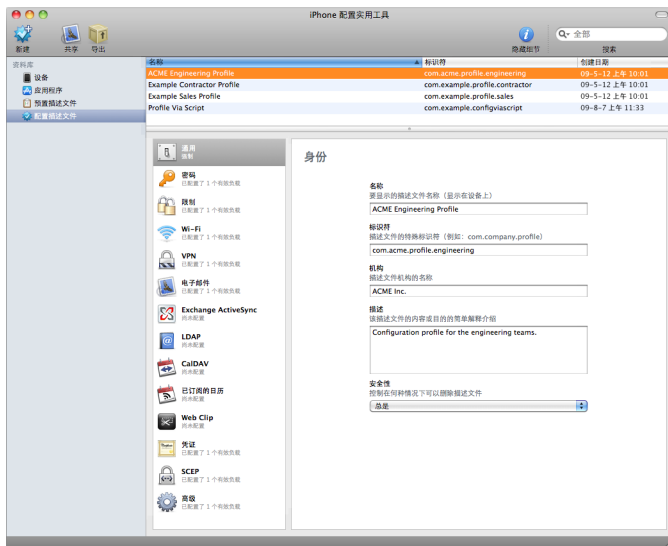 iPhone 配置实用工具
新建
共享
导出
隐藏细节
全部
搜索
资料库
设备
应用程序
预置描述文件
配置描述文件
名称 标识符 创建日期
ACME Engineering Profile com.acme.profile.engineering 09-5-12 上午 10:01
Example Contractor Profile com.example.profile.contractor 09-5-12 上午 10:01
Example Sales Profile com.example.profile.sales 09-5-12 上午 10:01
Profile Via Script com.example.configviascript 09-8-7 上午 11:33
通用
强制
密码
已配置了 1 个有效负载
限制
已配置了 1 个有效负载
Wi-Fi
已配置了 1 个有效负载
VPN
已配置了 1 个有效负载
电子邮件
已配置了 1 个有效负载
Exchange ActiveSync
尚未配置
LDAP
尚未配置
CalDAV
尚未配置
已订阅的日历
尚未配置
Web Clip
尚未配置
凭证
已配置了 1 个有效负载
SCEP
已配置了 1 个有效负载
高级
已配置了 1 个有效负载
身份
名称
要显示的描述文件名称（显示在设备上）
ACME Engineering Profile
标识符
描述文件的特殊标识符（例如：com.company.profile）
com.acme.profile.engineering
机构
描述文件机构的名称
ACME Inc.
描述
该描述文件的内容或目的的简单解释介绍
Configuration profile for the engineering teams.
安全性
控制在何种情况下可以删除描述文件
总是